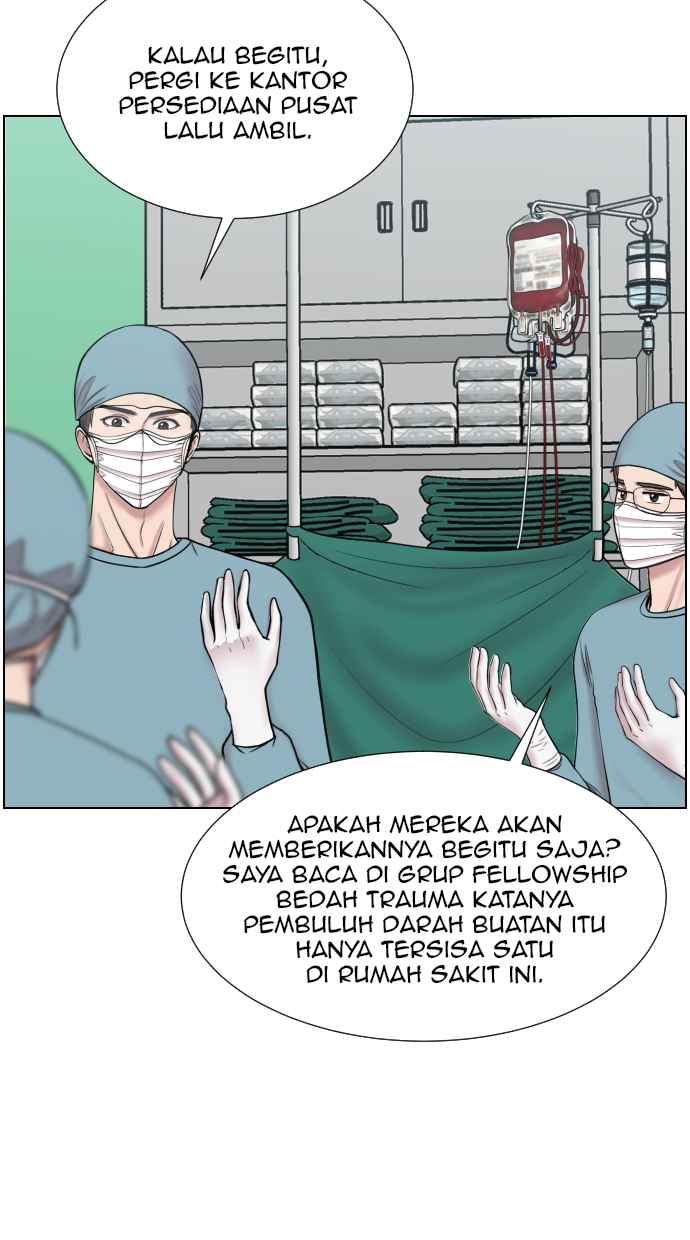 KALAU BEGITU,
PERGI KE KANTOR
PERSEDIAAN PUSAT
LALU AMBIL.
APAKAH MEREKA AKAN
MEMBERIKANNYA BEGITU SAJA?
SAYA BACA DI GRUP FELLOWSHIP
BEDAH TRAUMA KATANYA
PEMBULUH DARAH BUATAN ITU
HANYA TERSISA SATU
DI RUMAH SAKIT INI.